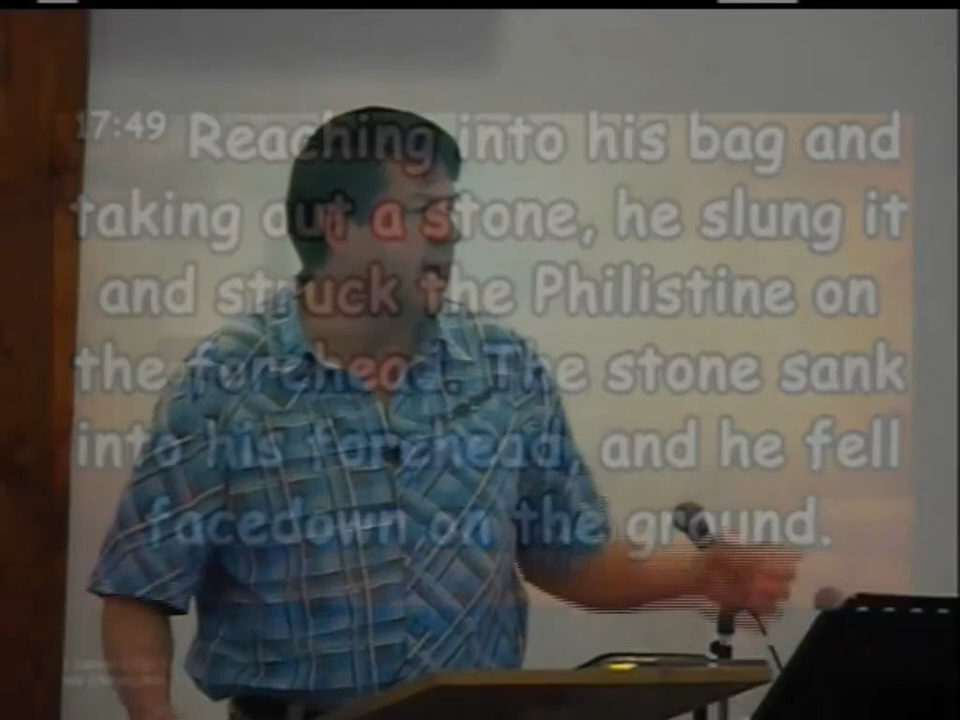 17:49 Reaching into his bag and
taking out a stone, he slung it
and struck the Philistine on
the forehead. The stone sank
into his forehead, and he fell
facedown on the ground.